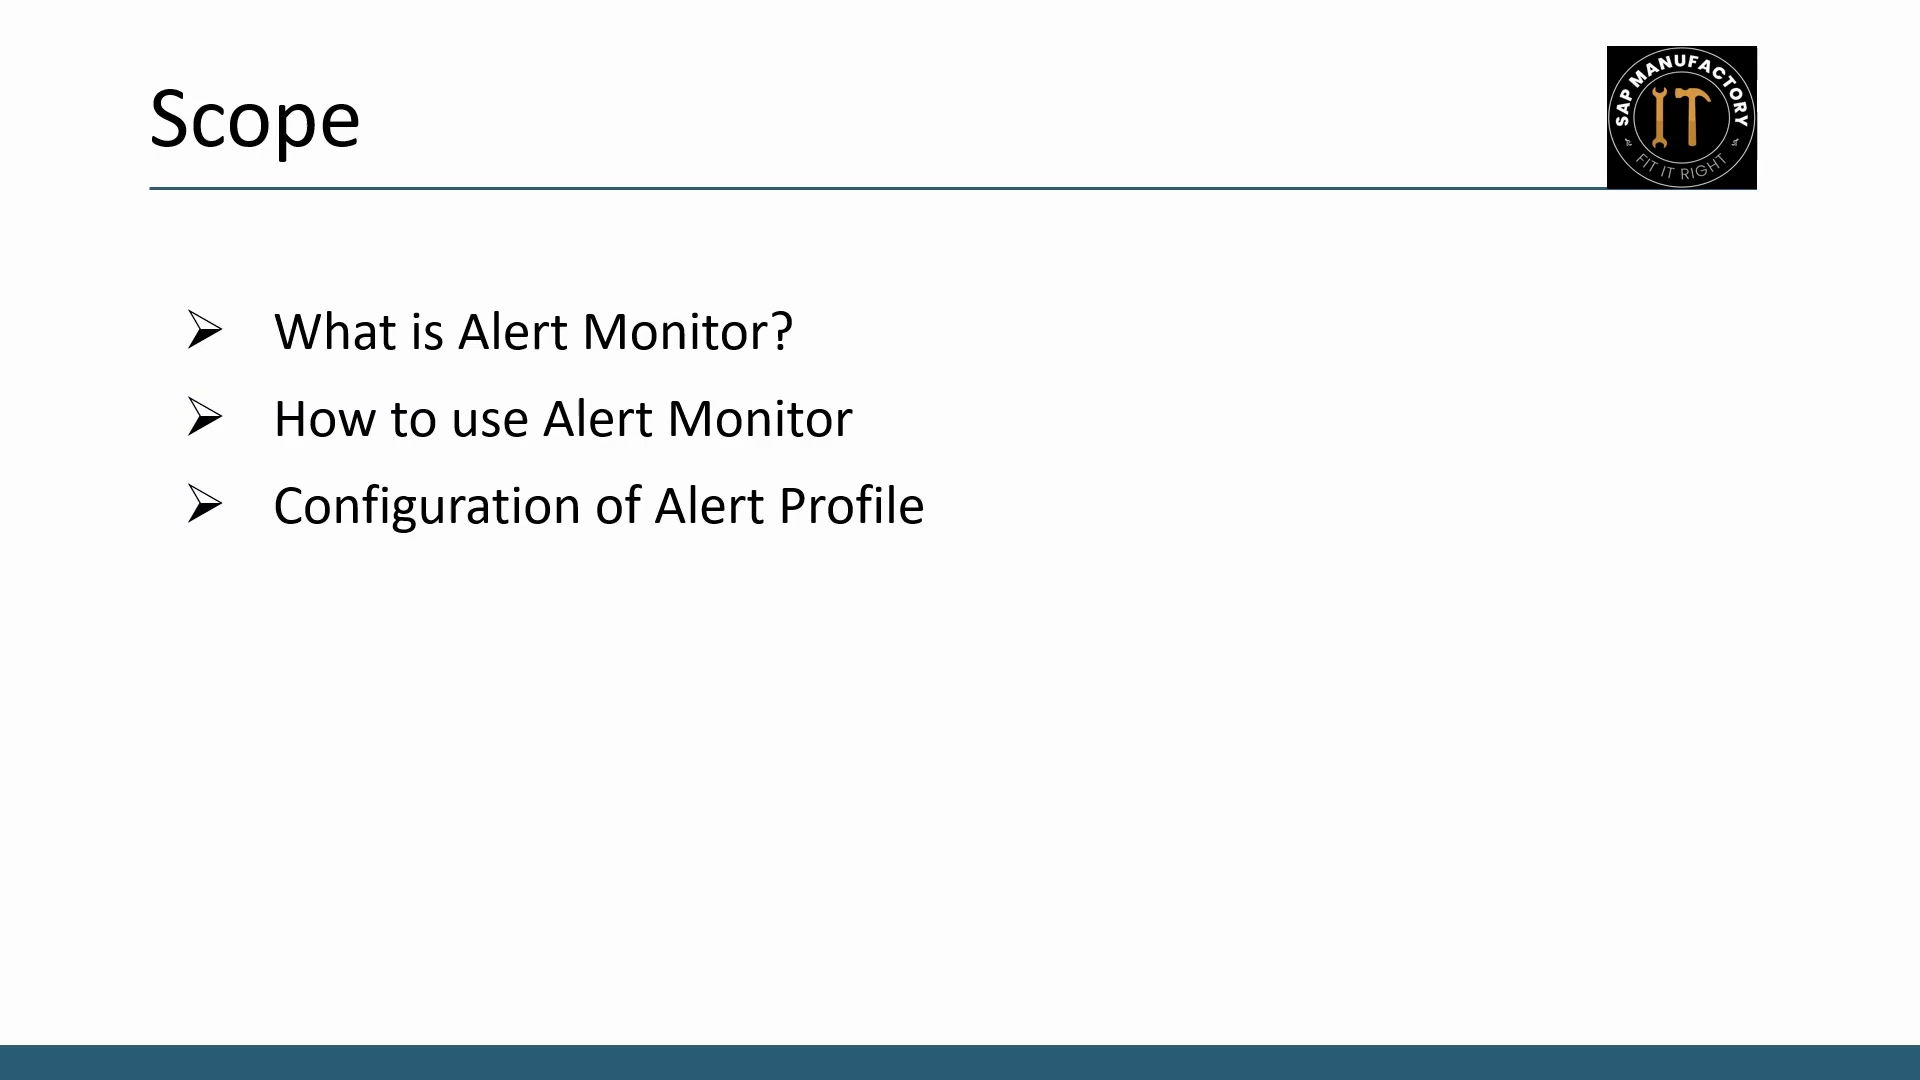 Scope
SAP MANUFACTORY
IT
FIT IT RIGHT
What is Alert Monitor?
How to use Alert Monitor
Configuration of Alert Profile